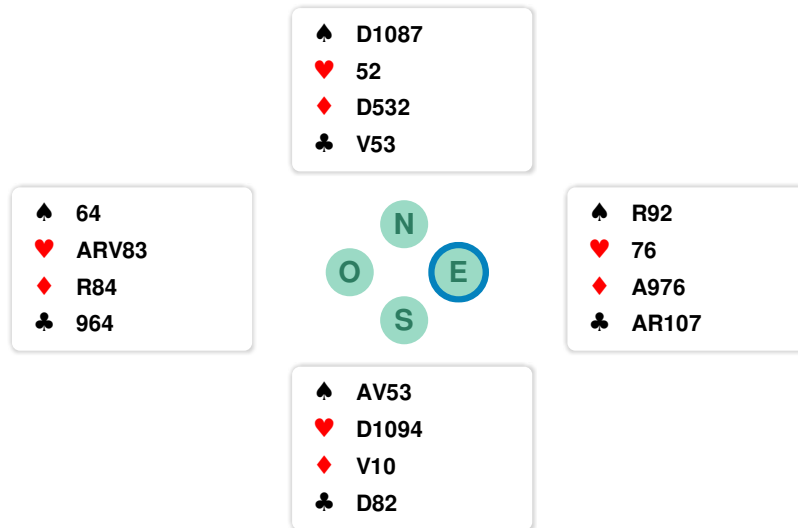 ♠ D1087
♥ 52
♦ D532
♣ V53
♠ 64
♥ ARV83
♦ R84
♣ 964
N
O E
S
♠ R92
♥ 76
♦ A976
♣ AR107
♠ AV53
♥ D1094
♦ V10
♣ D82